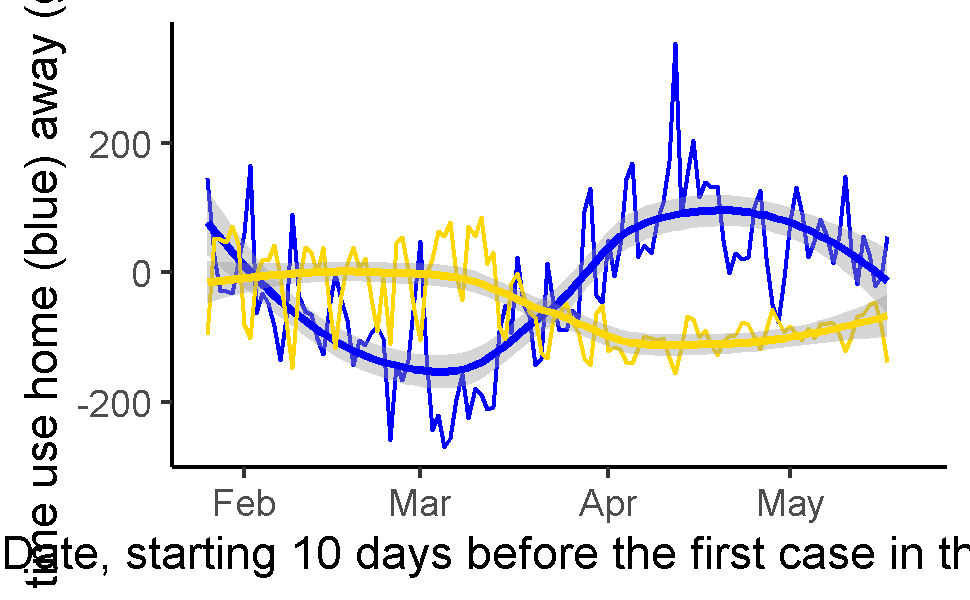 time use home (blue) away (
200
0
-200
Feb Mar Apr May
Date, starting 10 days before the first case in th